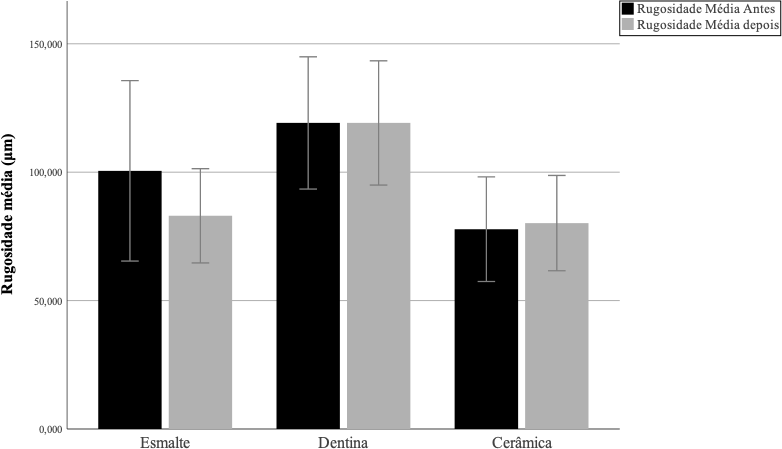 Rugosidade Média Antes
Rugosidade Média depois
Rugosidade média (µm)
150,000
100,000
50,000
0,000
Esmalte
Dentina
Cerâmica